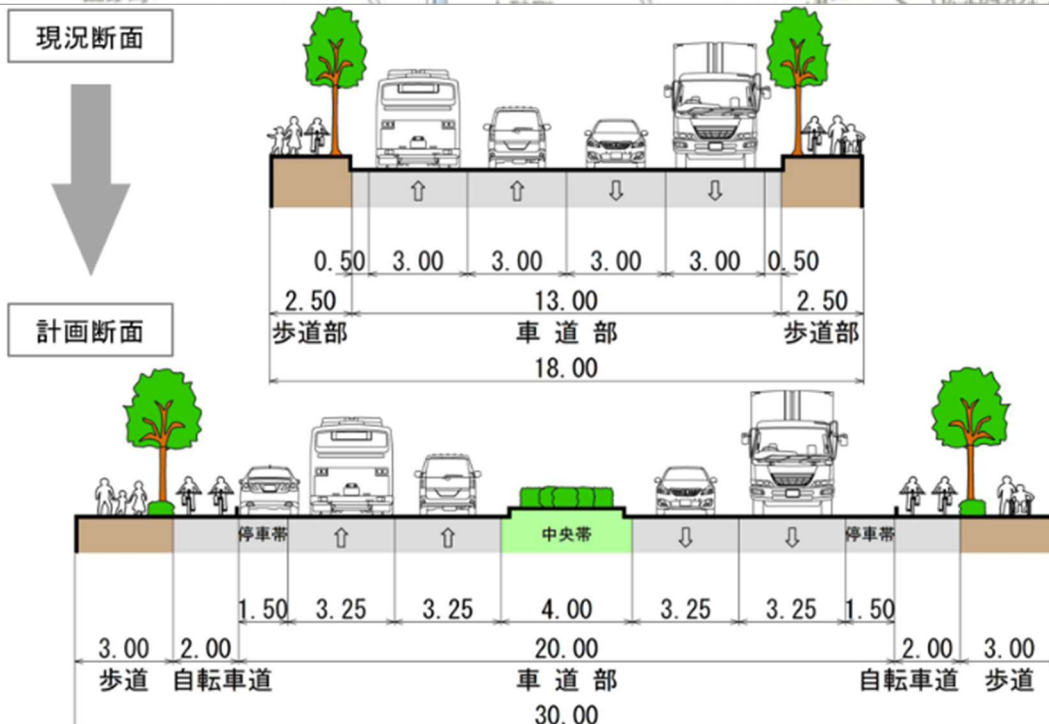 現況断面
⇧ ⇧ ⇩ ⇩
0.50 3.00 3.00 3.00 3.00 0.50
2.50 13.00 2.50
歩道部 車道部 歩道部
18.00
計画断面
停車帯 ⇧ ⇧ 中央帯 ⇩ ⇩ 停車帯
1.50 3.25 3.25 4.00 3.25 3.25 1.50
3.00 2.00 20.00 2.00 3.00
歩道 自転車道 車道部 自転車道 歩道
30.00